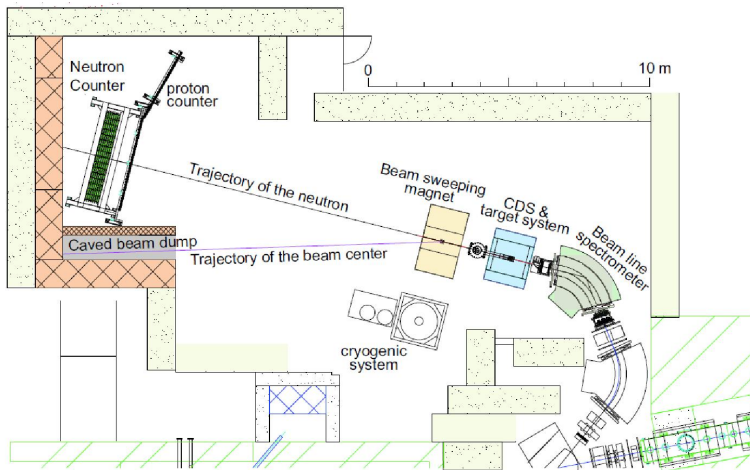 Neutron
Counter
proton
counter
0
10 m
Trajectory of the neutron
Beam sweeping
magnet
CDS &
target system
Beam line
spectrometer
Caved beam dump
Trajectory of the beam center
cryogenic
system